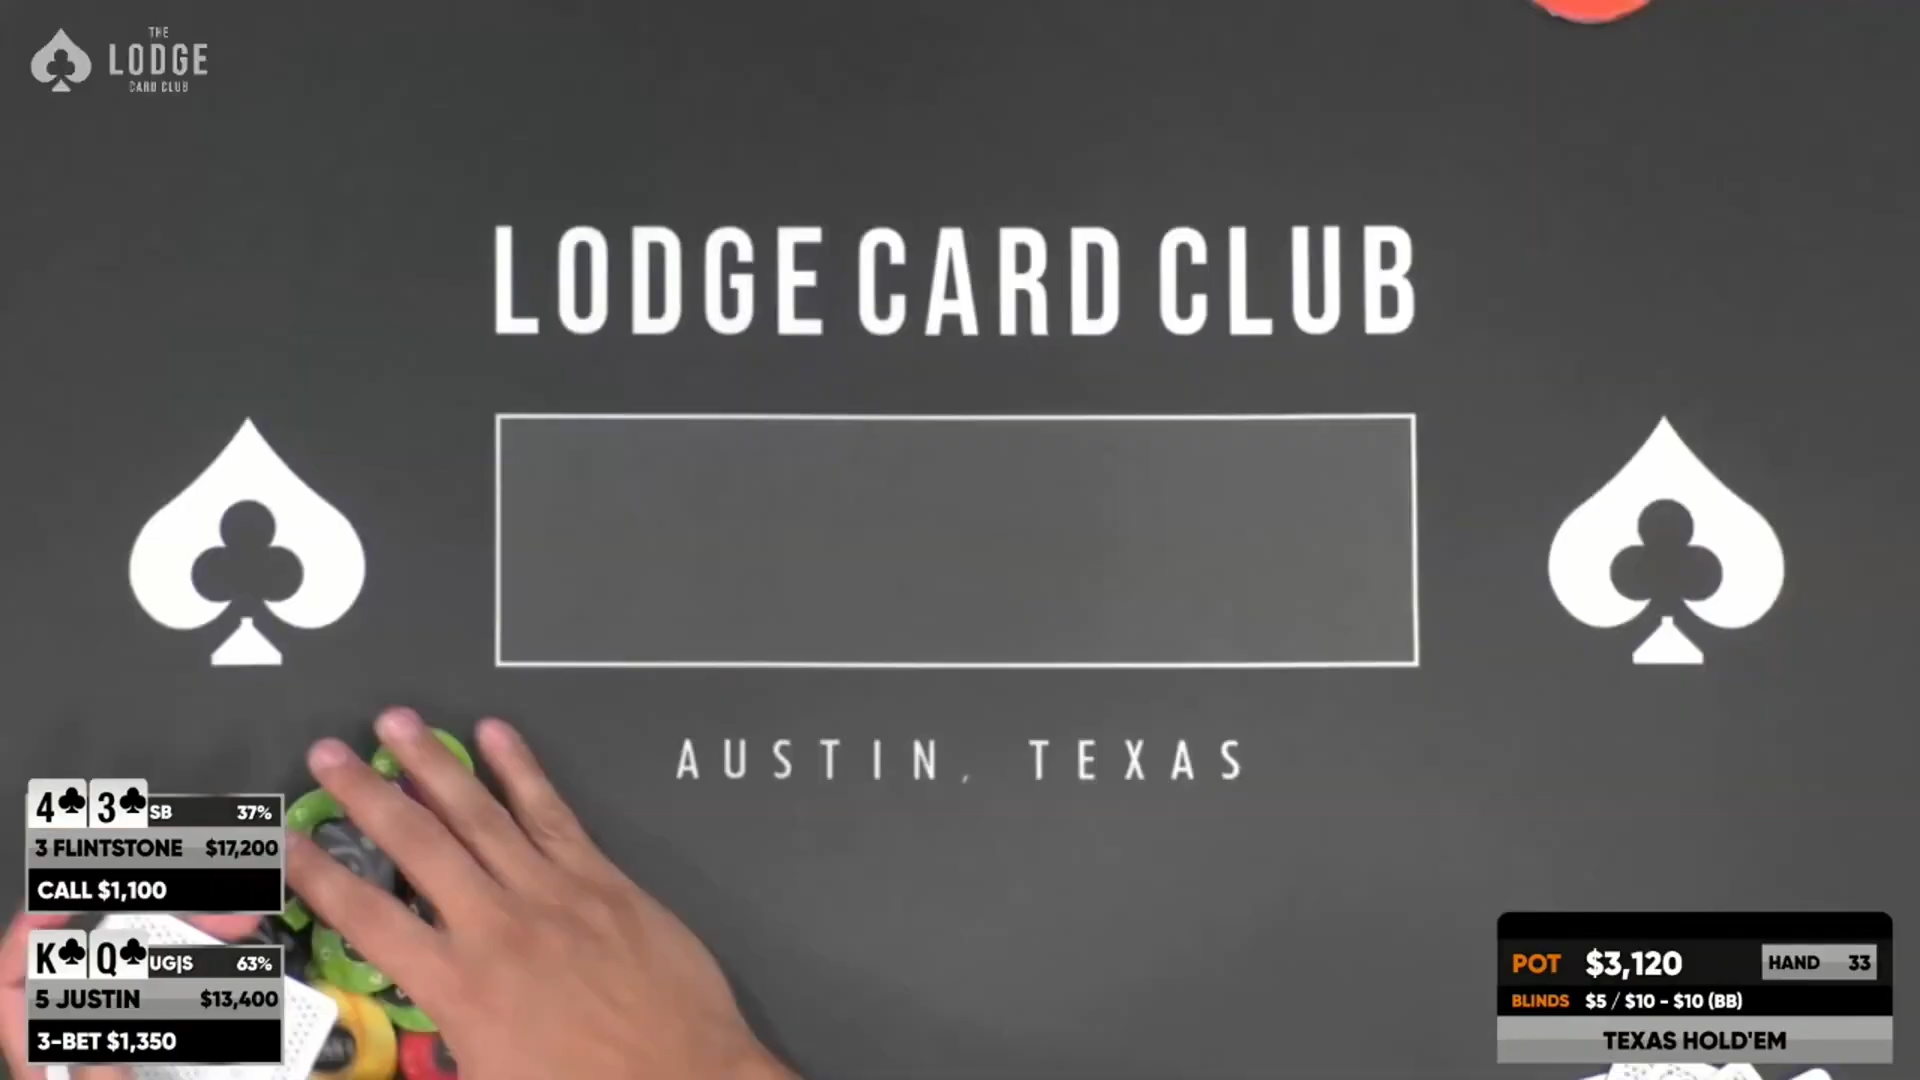 THE
LODGE
CARD CLUB
LODGE CARD CLUB
AUSTIN, TEXAS
4♣ 3♣ SB 37%
3 FLINTSTONE $17,200
CALL $1,100
K♣ Q♣ UG|S 63%
5 JUSTIN $13,400
3-BET $1,350
POT $3,120 HAND 33
BLINDS $5 / $10 - $10 (BB)
TEXAS HOLD'EM